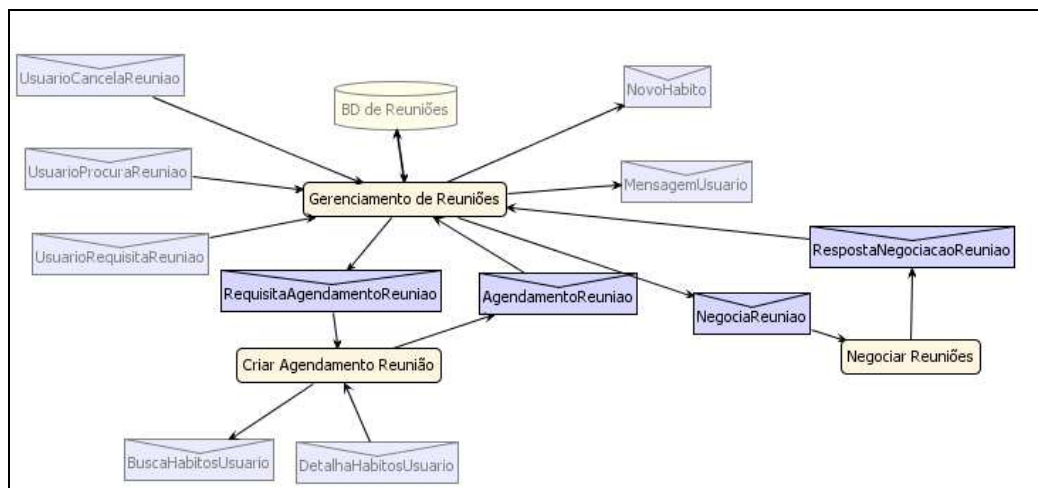 UsuarioCancelaReuniao
NovoHabito
BD de Reuniões
UsuarioProcuraReuniao
MensagemUsuario
Gerenciamento de Reuniões
UsuarioRequisitaReuniao
RespostaNegociacaoReuniao
RequisitaAgendamentoReuniao
AgendamentoReuniao
NegociaReuniao
Criar Agendamento Reunião
Negociar Reuniões
BuscaHabitosUsuario
DetalhaHabitosUsuario